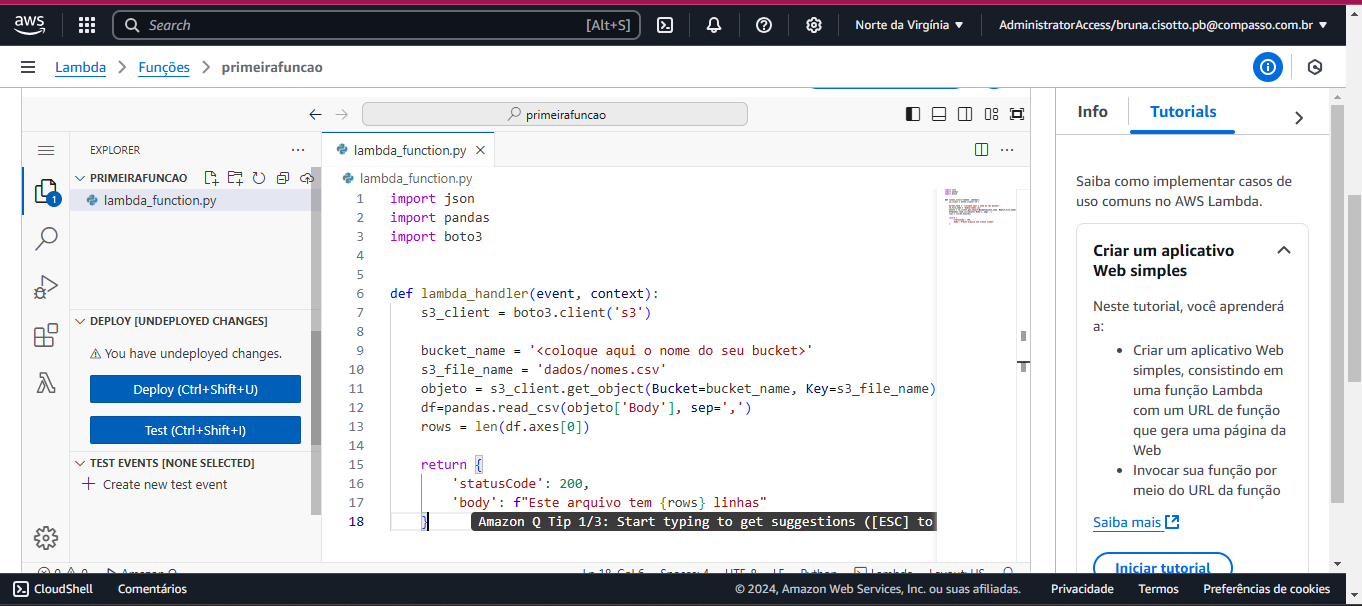 aws
Search
[Alt+S]
Norte da Virgínia
AdministratorAccess/bruna.cisotto.pb@compasso.com.br
Lambda
Funções
primeirafuncao
primeirafuncao
EXPLORER
PRIMEIRAFUNCAO
1
lambda_function.py
DEPLOY [UNDEPLOYED CHANGES]
You have undeployed changes.
Deploy (Ctrl+Shift+U)
Test (Ctrl+Shift+I)
TEST EVENTS [NONE SELECTED]
Create new test event
lambda_function.py
lambda_function.py
1 import json
2 import pandas
3 import boto3
4
5
6 def lambda_handler(event, context):
7 s3_client = boto3.client('s3')
8
9 bucket_name = '<coloque aqui o nome do seu bucket>'
10 s3_file_name = 'dados/nomes.csv'
11 objeto = s3_client.get_object(Bucket=bucket_name, Key=s3_file_name)
12 df=pandas.read_csv(objeto['Body'], sep=',')
13 rows = len(df.axes[0])
14
15 return {
16 'statusCode': 200,
17 'body': f"Este arquivo tem {rows} linhas"
18 } Amazon Q Tip 1/3: Start typing to get suggestions ([ESC] to
Info
Tutorials
Saiba como implementar casos de
uso comuns no AWS Lambda.
Criar um aplicativo
Web simples
Neste tutorial, você aprenderá
a:
• Criar um aplicativo Web
simples, consistindo em
uma função Lambda
com um URL de função
que gera uma página da
Web
• Invocar sua função por
meio do URL da função
Saiba mais
Iniciar tutorial
CloudShell
Comentários
© 2024, Amazon Web Services, Inc. ou suas afiliadas.
Privacidade
Termos
Preferências de cookies